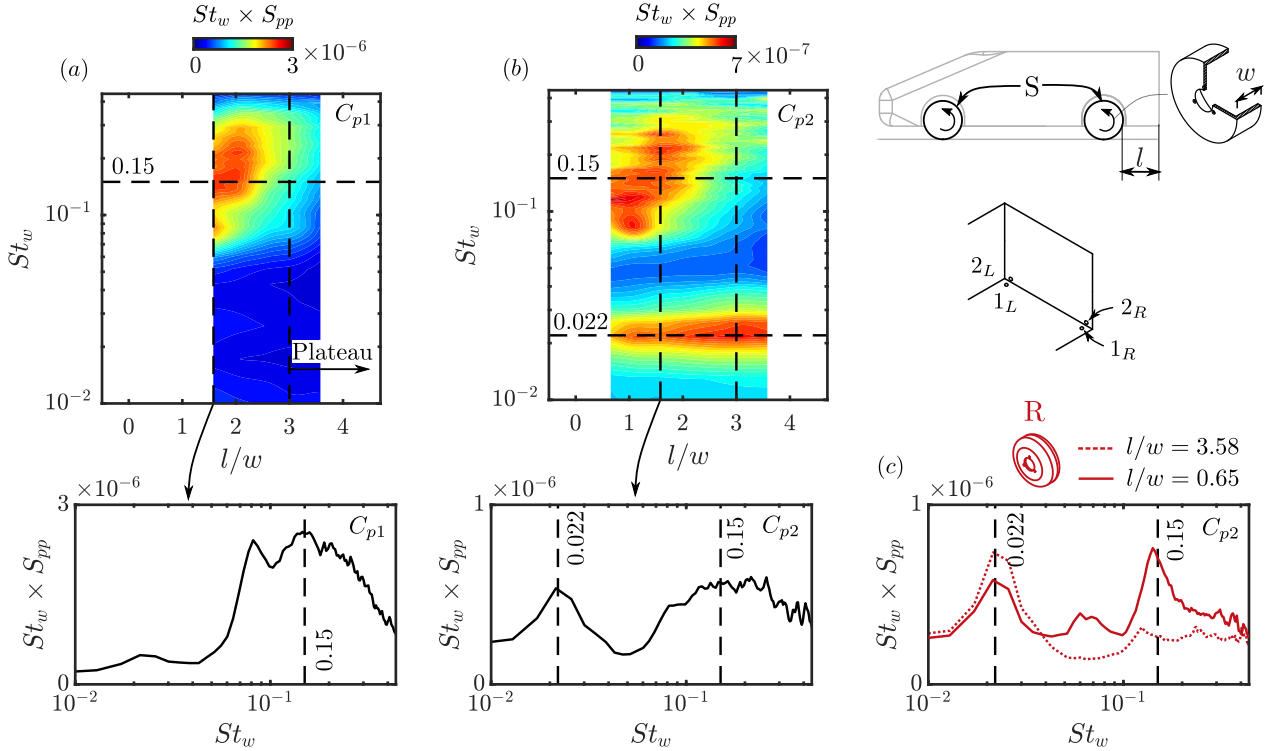 St_w × S_pp
0 3 ×10^−6
(a)
C_p1
0.15
10^−1
St_w
Plateau
10^−2
0 1 2 3 4
l/w
St_w × S_pp
0 7 ×10^−7
(b)
C_p2
0.15
10^−1
St_w
0.022
10^−2
0 1 2 3 4
l/w
S
w
l
2_L
1_L
2_R
1_R
×10^−6
3
C_p1
St_w × S_pp
0.15
0
10^−2 10^−1
St_w
×10^−6
1
C_p2
0.022
0.15
St_w × S_pp
0
10^−2 10^−1
St_w
R
(c)
l/w = 3.58
l/w = 0.65
×10^−6
1
C_p2
0.022
0.15
St_w × S_pp
0
10^−2 10^−1
St_w